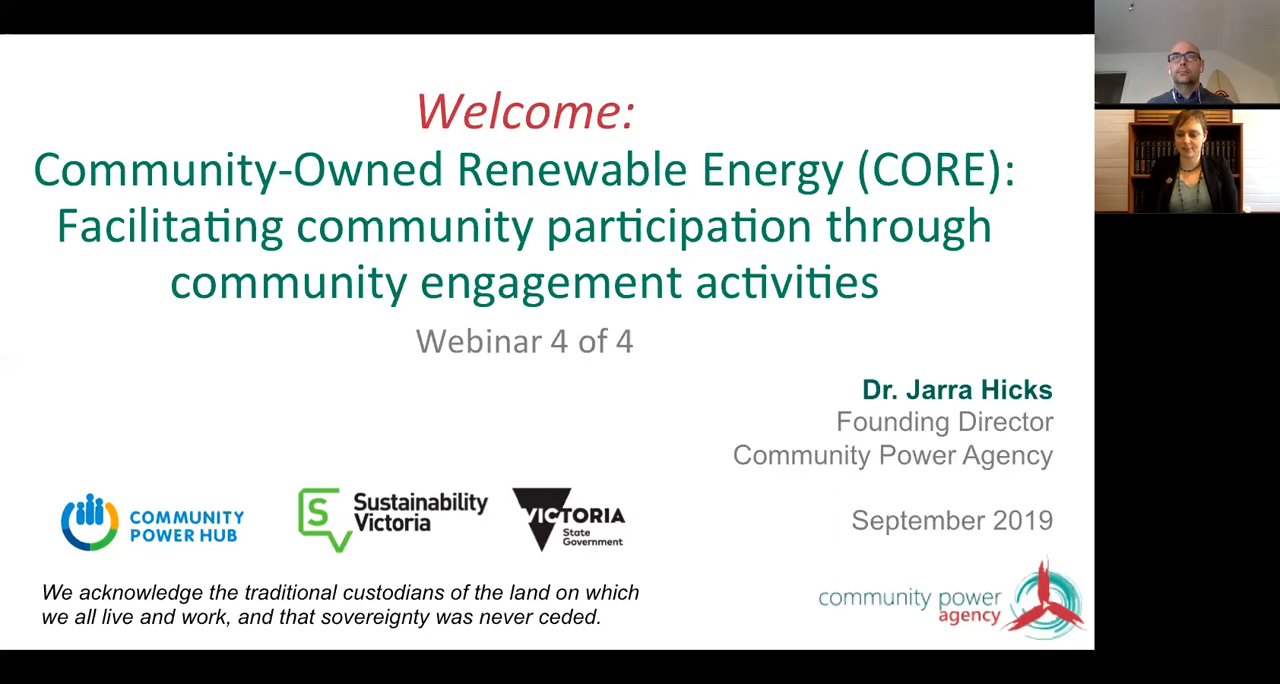 Welcome:
Community-Owned Renewable Energy (CORE):
Facilitating community participation through
community engagement activities
Webinar 4 of 4
Dr. Jarra Hicks
Founding Director
Community Power Agency
September 2019
COMMUNITY
POWER HUB
S
Sustainability
Victoria
VICTORIA
State
Government
We acknowledge the traditional custodians of the land on which
we all live and work, and that sovereignty was never ceded.
community power
agency